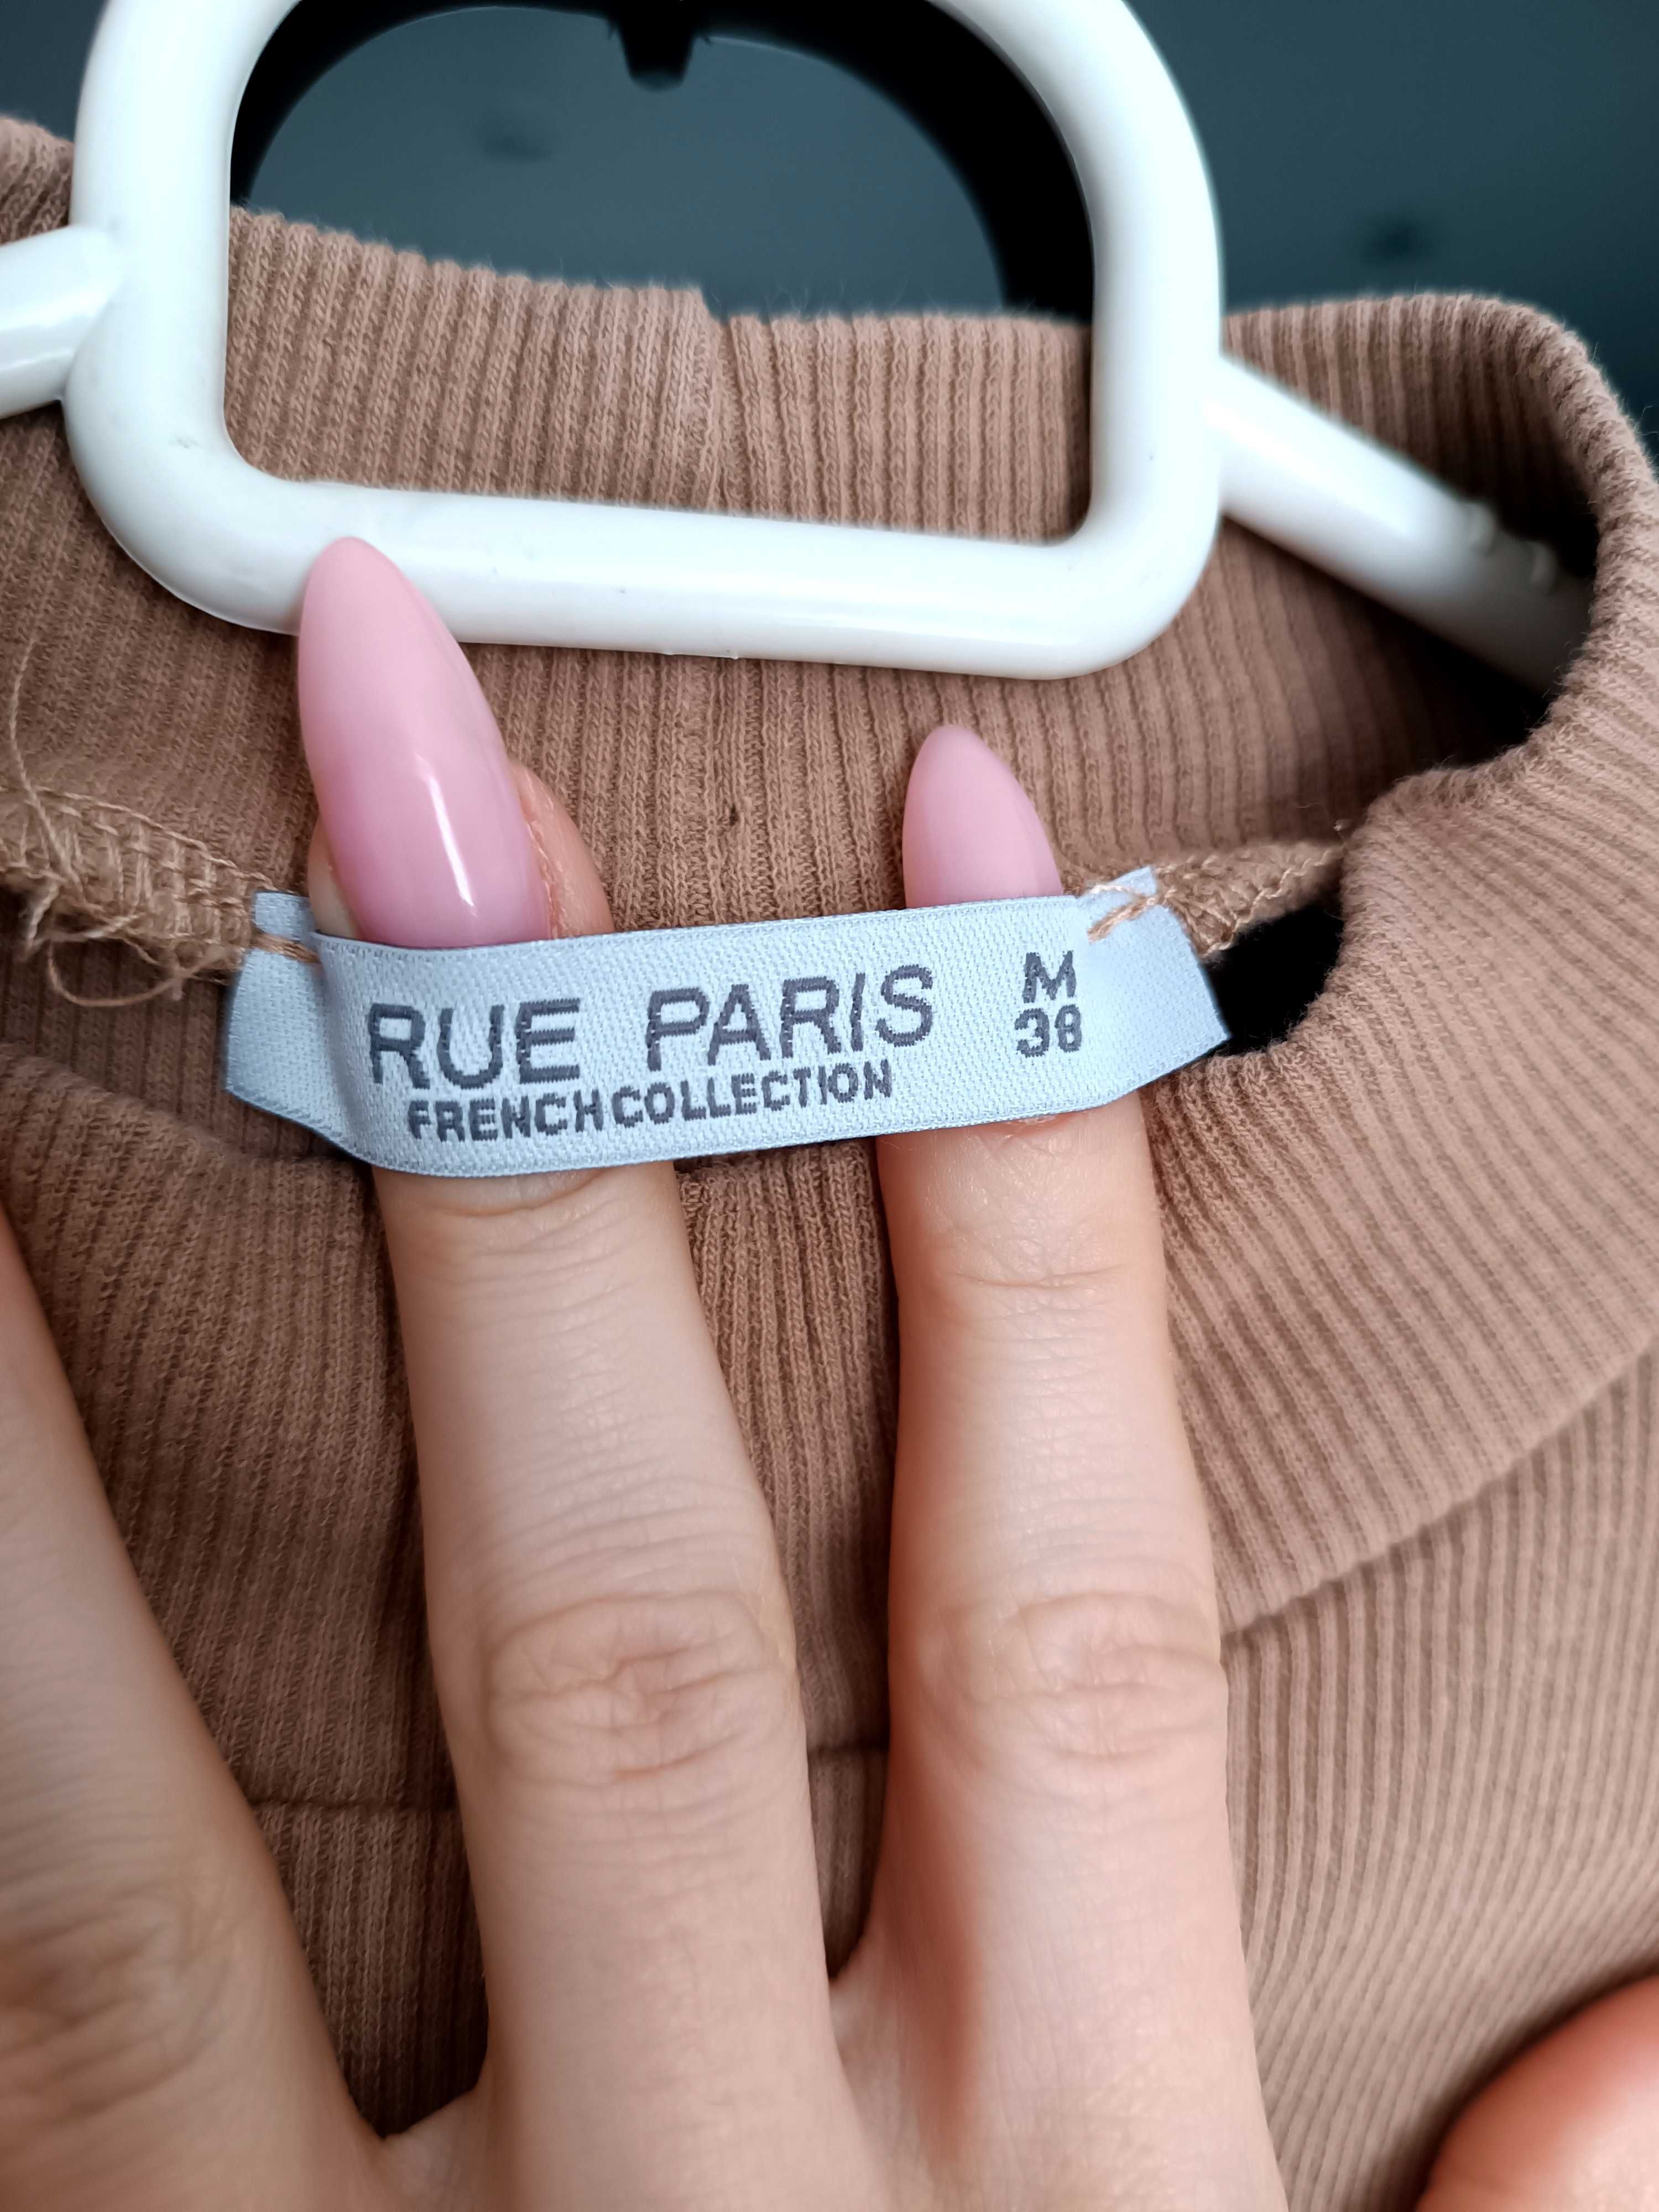 RUE PARIS
FRENCH COLLECTION
M
38